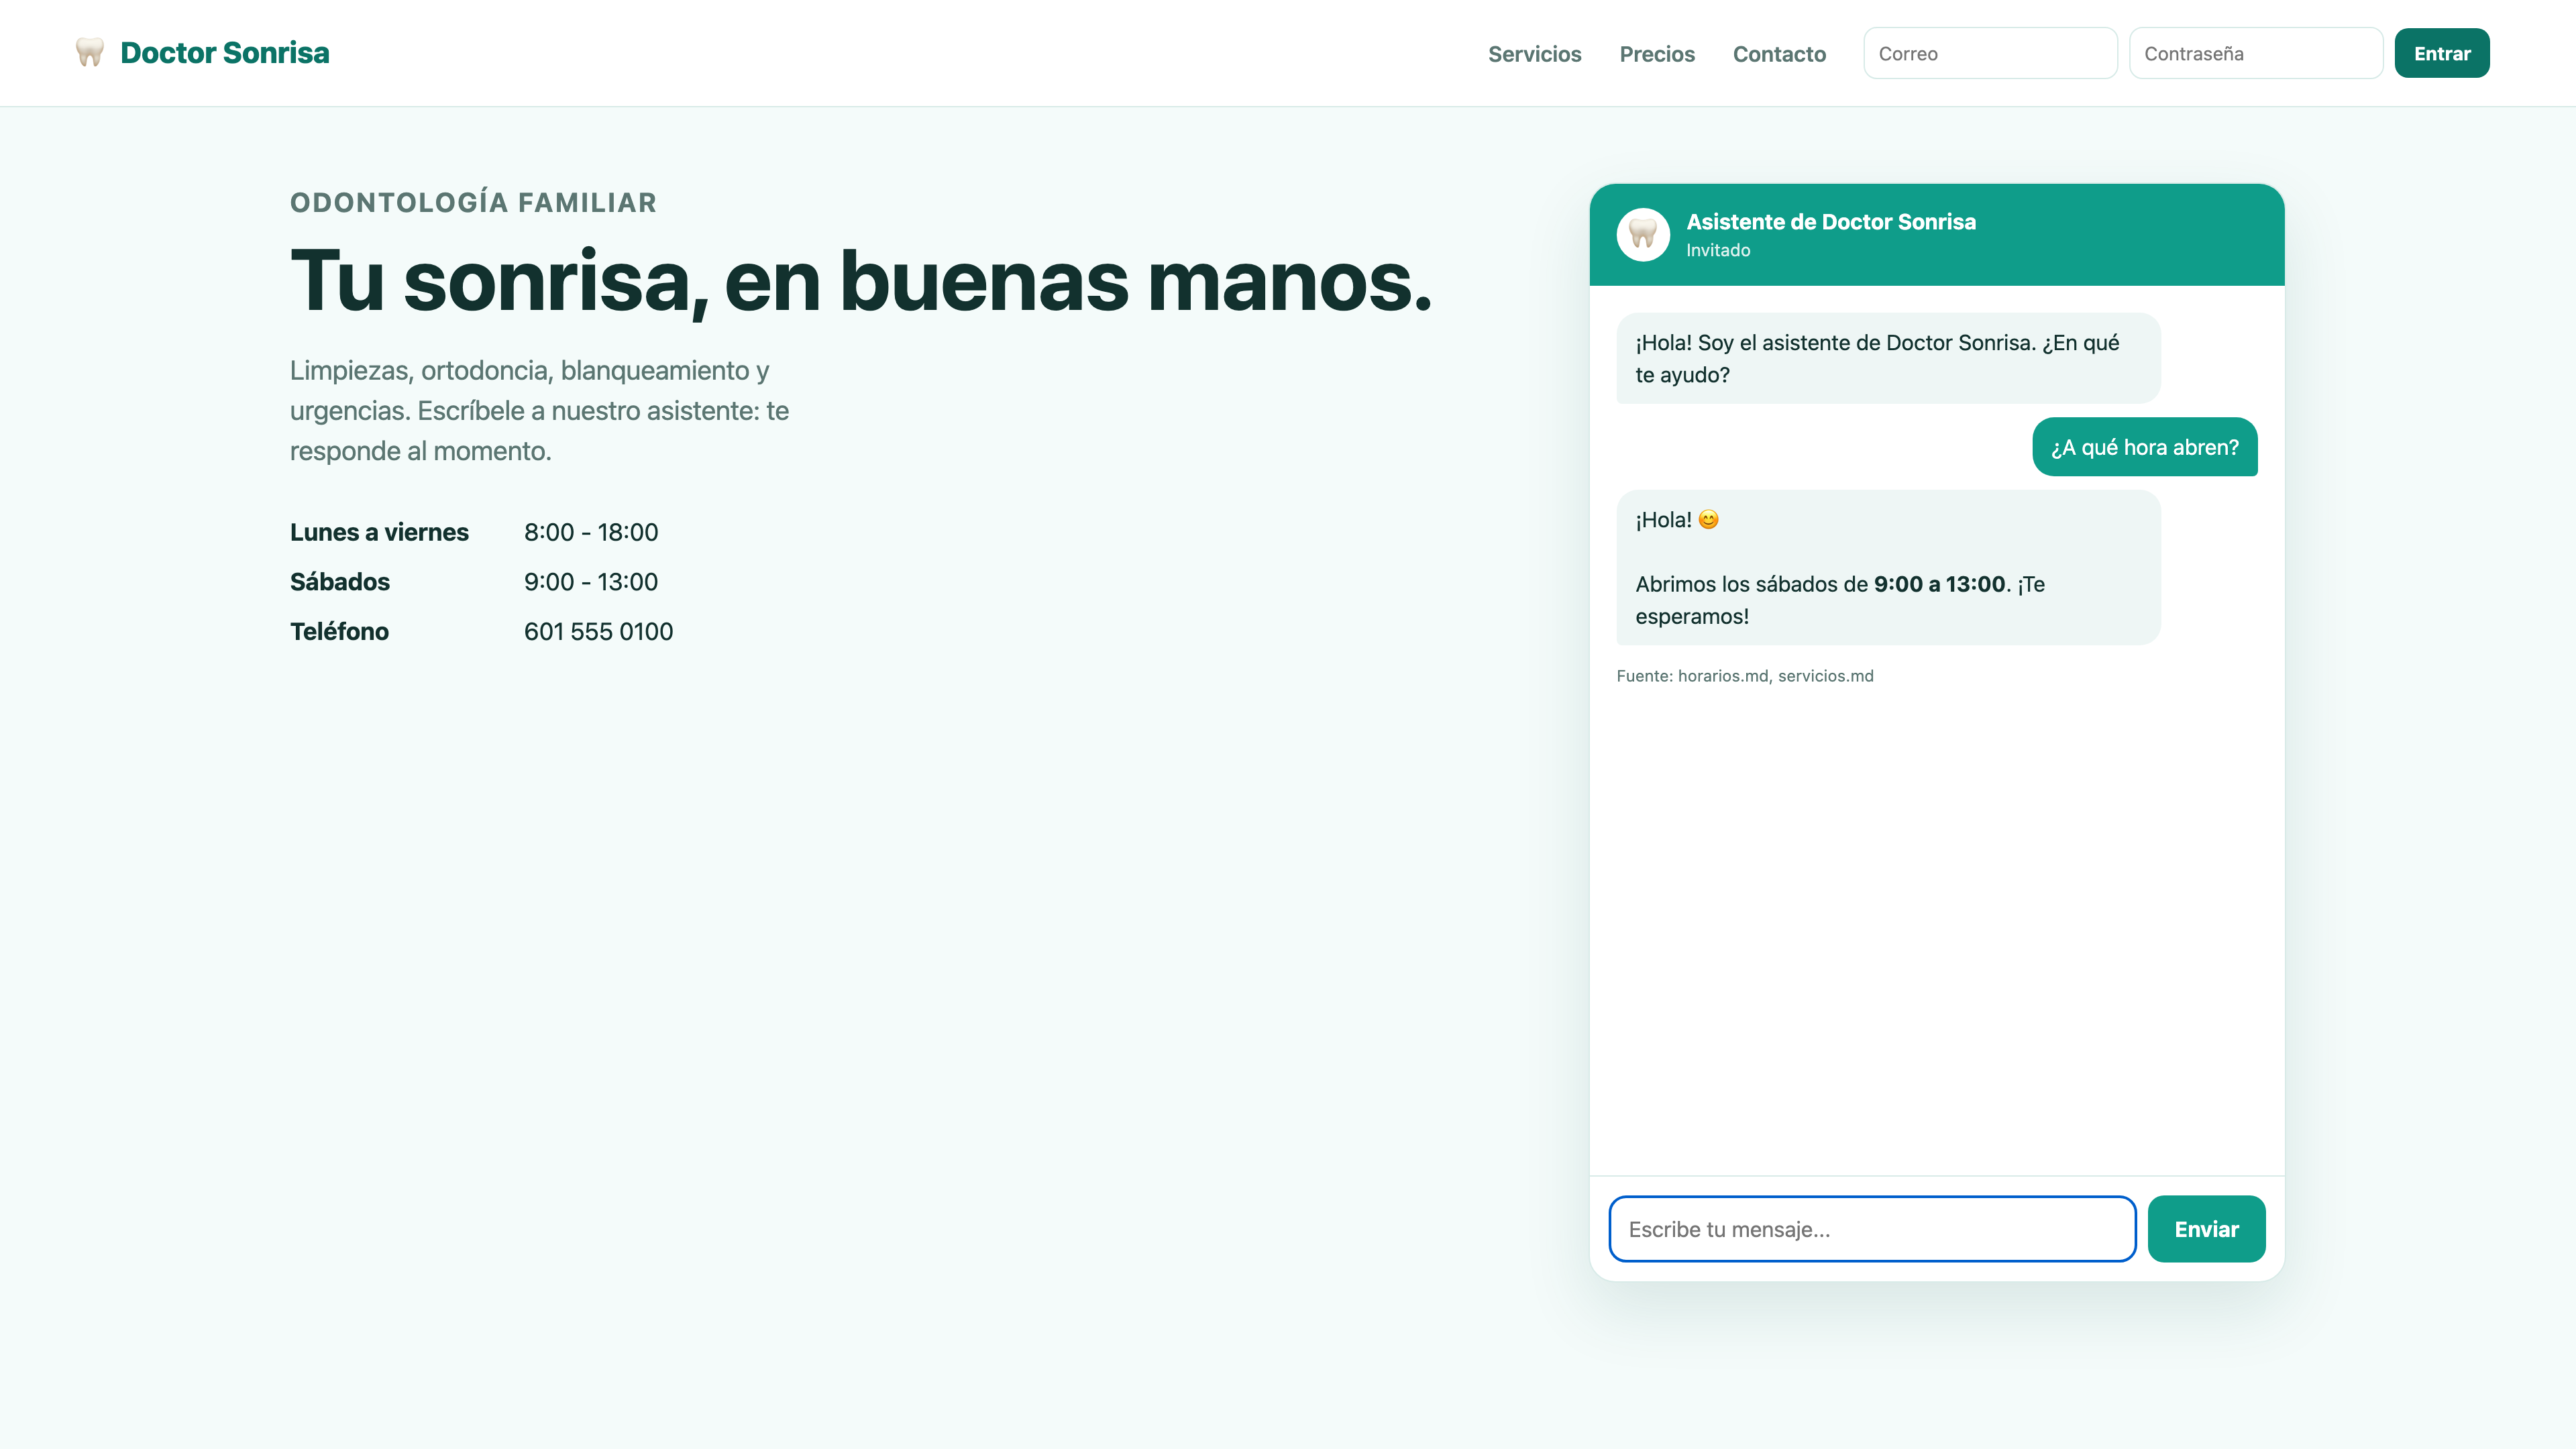 🦷 Doctor Sonrisa
Servicios
Precios
Contacto
Correo
Contraseña
Entrar
ODONTOLOGÍA FAMILIAR
Tu sonrisa, en buenas manos.
Limpiezas, ortodoncia, blanqueamiento y
urgencias. Escríbele a nuestro asistente: te
responde al momento.
Lunes a viernes 8:00 - 18:00
Sábados 9:00 - 13:00
Teléfono 601 555 0100
Asistente de Doctor Sonrisa
Invitado
¡Hola! Soy el asistente de Doctor Sonrisa. ¿En qué
te ayudo?
¿A qué hora abren?
¡Hola! 😊
Abrimos los sábados de 9:00 a 13:00. ¡Te
esperamos!
Fuente: horarios.md, servicios.md
Escribe tu mensaje...
Enviar